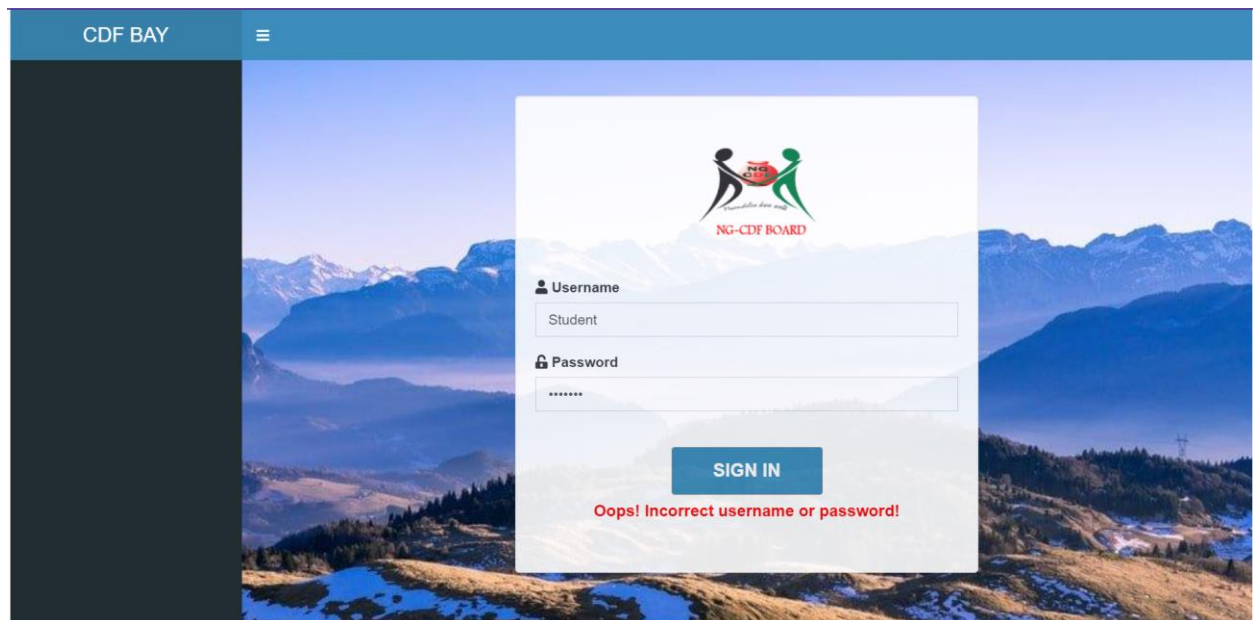 CDF BAY
NG
CDF
NG-CDF BOARD
Username
Student
Password
•••••••
SIGN IN
Oops! Incorrect username or password!